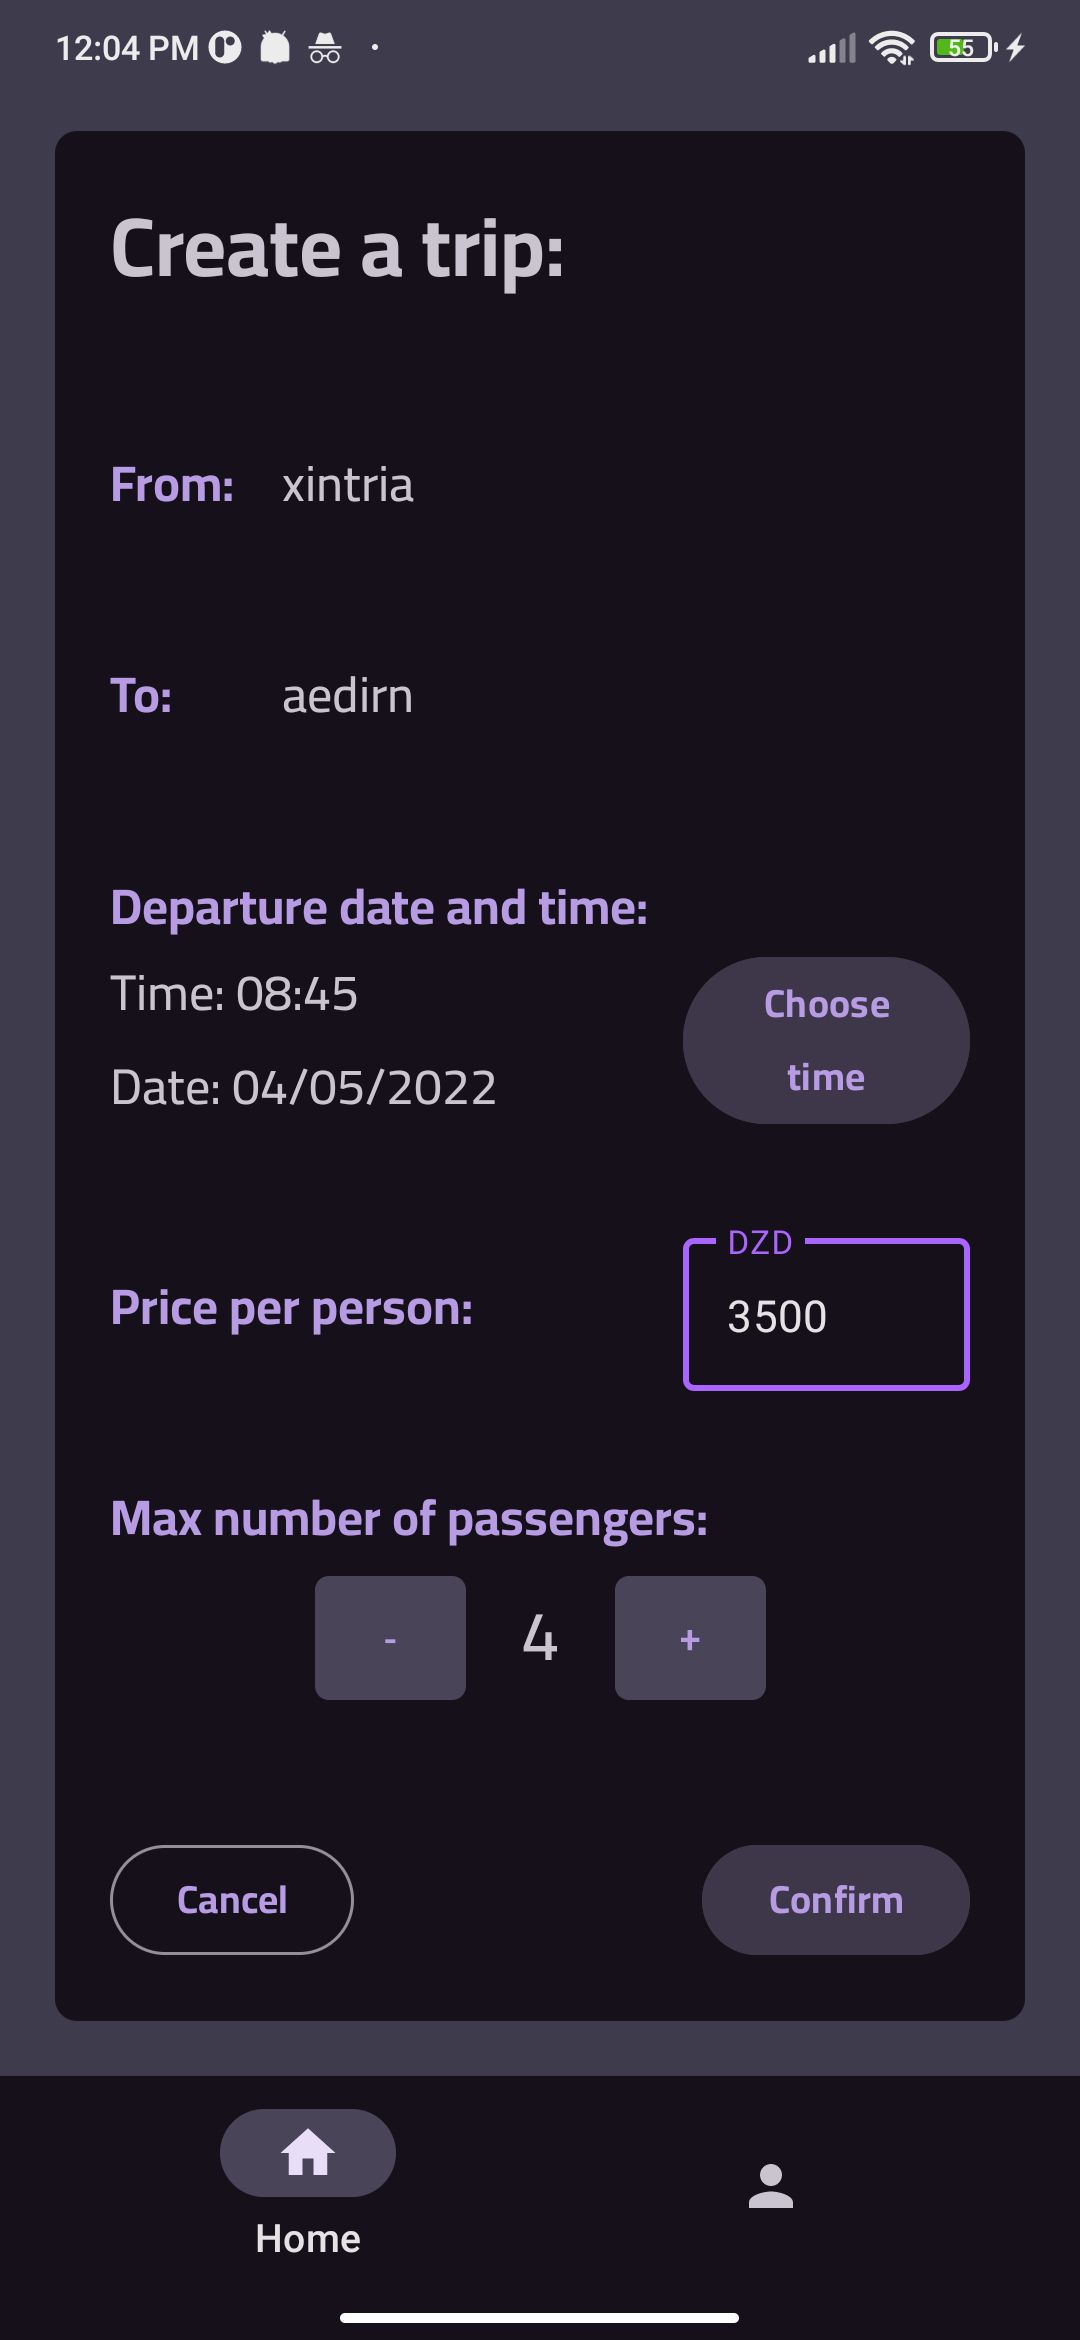 12:04 PM
55
Create a trip:
From: xintria
To: aedirn
Departure date and time:
Time: 08:45
Choose
time
Date: 04/05/2022
DZD
Price per person:
3500
Max number of passengers:
- 4 +
Cancel
Confirm
Home